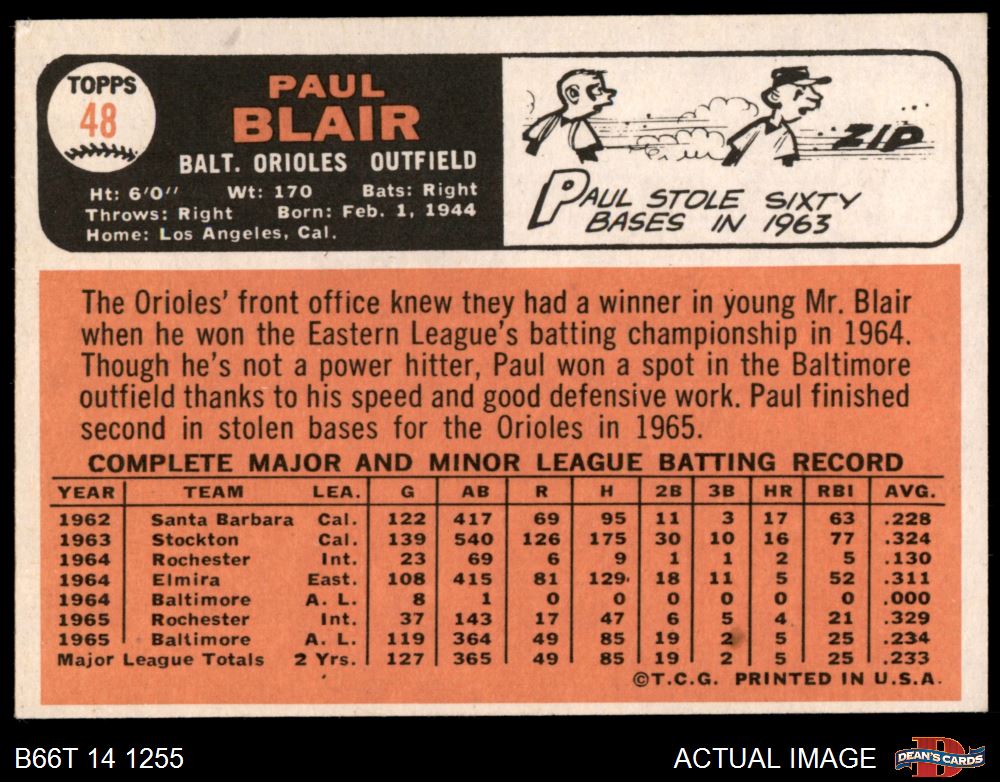 TOPPS
48
PAUL
BLAIR
BALT. ORIOLES OUTFIELD
Ht: 6'0" Wt: 170 Bats: Right
Throws: Right Born: Feb. 1, 1944
Home: Los Angeles, Cal.
ZIP
PAUL STOLE SIXTY
BASES IN 1963
The Orioles' front office knew they had a winner in young Mr. Blair
when he won the Eastern League's batting championship in 1964.
Though he's not a power hitter, Paul won a spot in the Baltimore
outfield thanks to his speed and good defensive work. Paul finished
second in stolen bases for the Orioles in 1965.
COMPLETE MAJOR AND MINOR LEAGUE BATTING RECORD
YEAR TEAM LEA. G AB R H 2B 3B HR RBI AVG.
1962 Santa Barbara Cal. 122 417 69 95 11 3 17 63 .228
1963 Stockton Cal. 139 540 126 175 30 10 16 77 .324
1964 Rochester Int. 23 69 6 9 1 1 2 5 .130
1964 Elmira East. 108 415 81 129 18 11 5 52 .311
1964 Baltimore A. L. 8 1 0 0 0 0 0 0 .000
1965 Rochester Int. 37 143 17 47 6 5 4 21 .329
1965 Baltimore A. L. 119 364 49 85 19 2 5 25 .234
Major League Totals 2 Yrs. 127 365 49 85 19 2 5 25 .233
©T.C.G. PRINTED IN U.S.A.
B66T 14 1255
ACTUAL IMAGE
D
DEAN'S CARDS